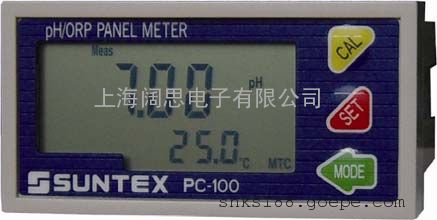 pH/ORP PANEL METER
Meas
7.00 pH
25.0 °C MTC
CAL
SET
MODE
SUNTEX PC-100
上海阔思电子有限公司
shks168.goepe.com